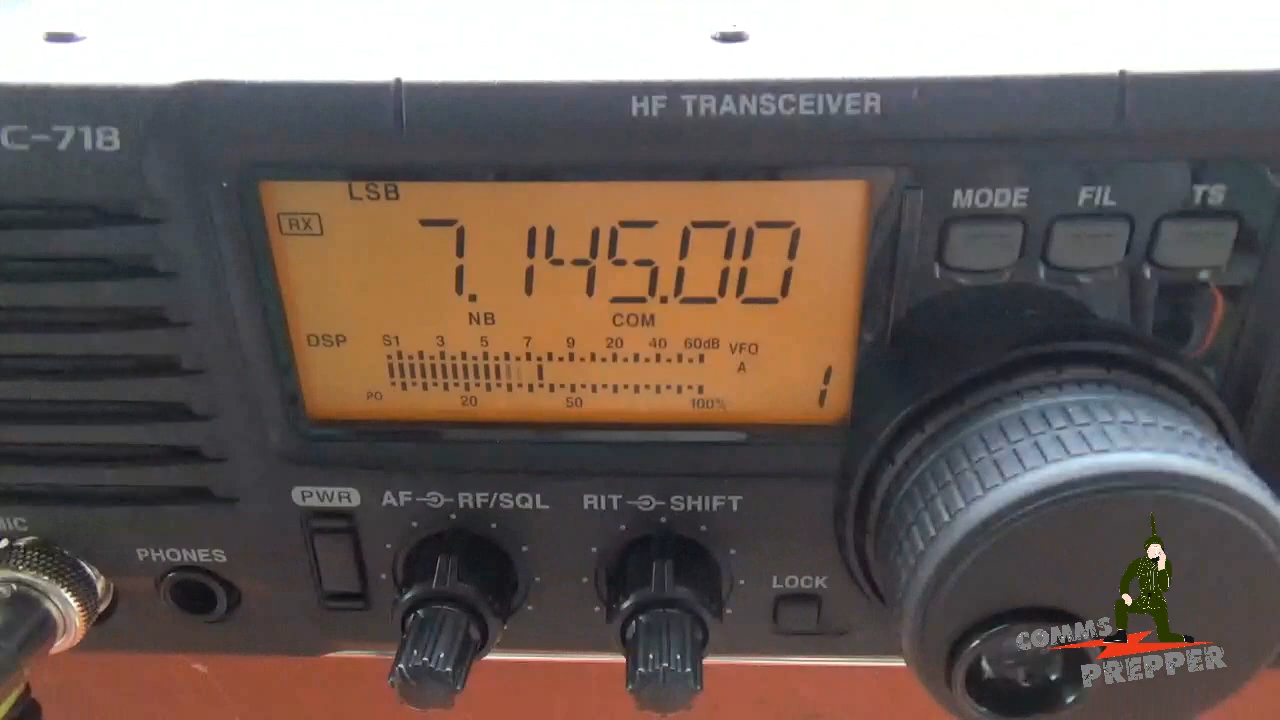 HF TRANSCEIVER
C-718
LSB
MODE FIL TS
RX
7.145.00
NB COM
DSP S1 3 5 7 9 20 40 60dB VFO
A
1
PO 20 50 100%
PWR AF RF/SQL RIT SHIFT
MIC
PHONES
LOCK
COMMS
PREPPER